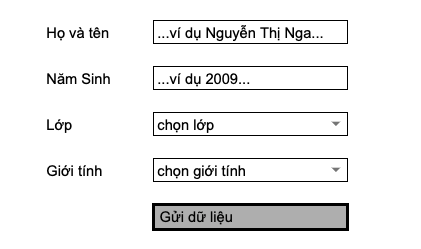 Họ và tên ...ví dụ Nguyễn Thị Nga...
Năm Sinh ...ví dụ 2009...
Lớp chọn lớp
Giới tính chọn giới tính
Gửi dữ liệu